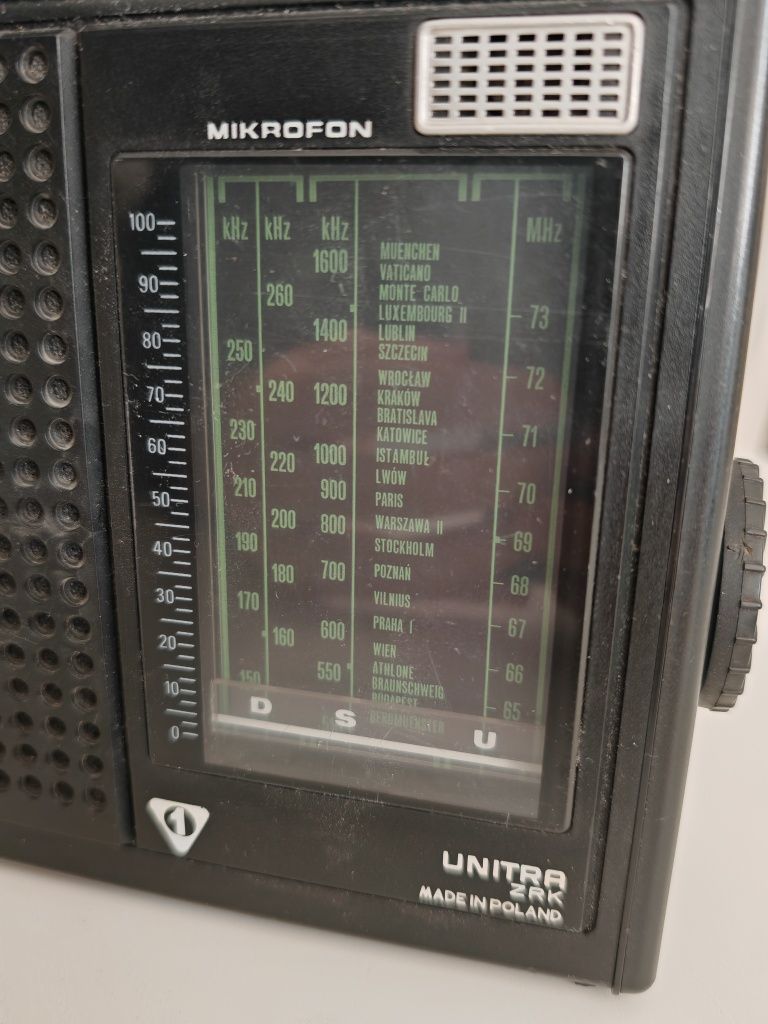 MIKROFON
100
90
80
70
60
50
40
30
20
10
0
kHz
250
230
210
190
170
150
kHz
260
240
220
200
180
160
kHz
1600
1400
1200
1000
900
800
700
600
550
MUENCHEN
VATICANO
MONTE CARLO
LUXEMBOURG II
LUBLIN
SZCZECIN
WROCŁAW
KRAKÓW
BRATISLAVA
KATOWICE
ISTAMBUŁ
LWÓW
PARIS
WARSZAWA II
STOCKHOLM
POZNAŃ
VILNIUS
PRAHA I
WIEN
ATHLONE
BRAUNSCHWEIG
BUDAPEST
BEROMUENSTER
MHz
73
72
71
70
69
68
67
66
65
D S U
1
UNITRA
ZRK
MADE IN POLAND